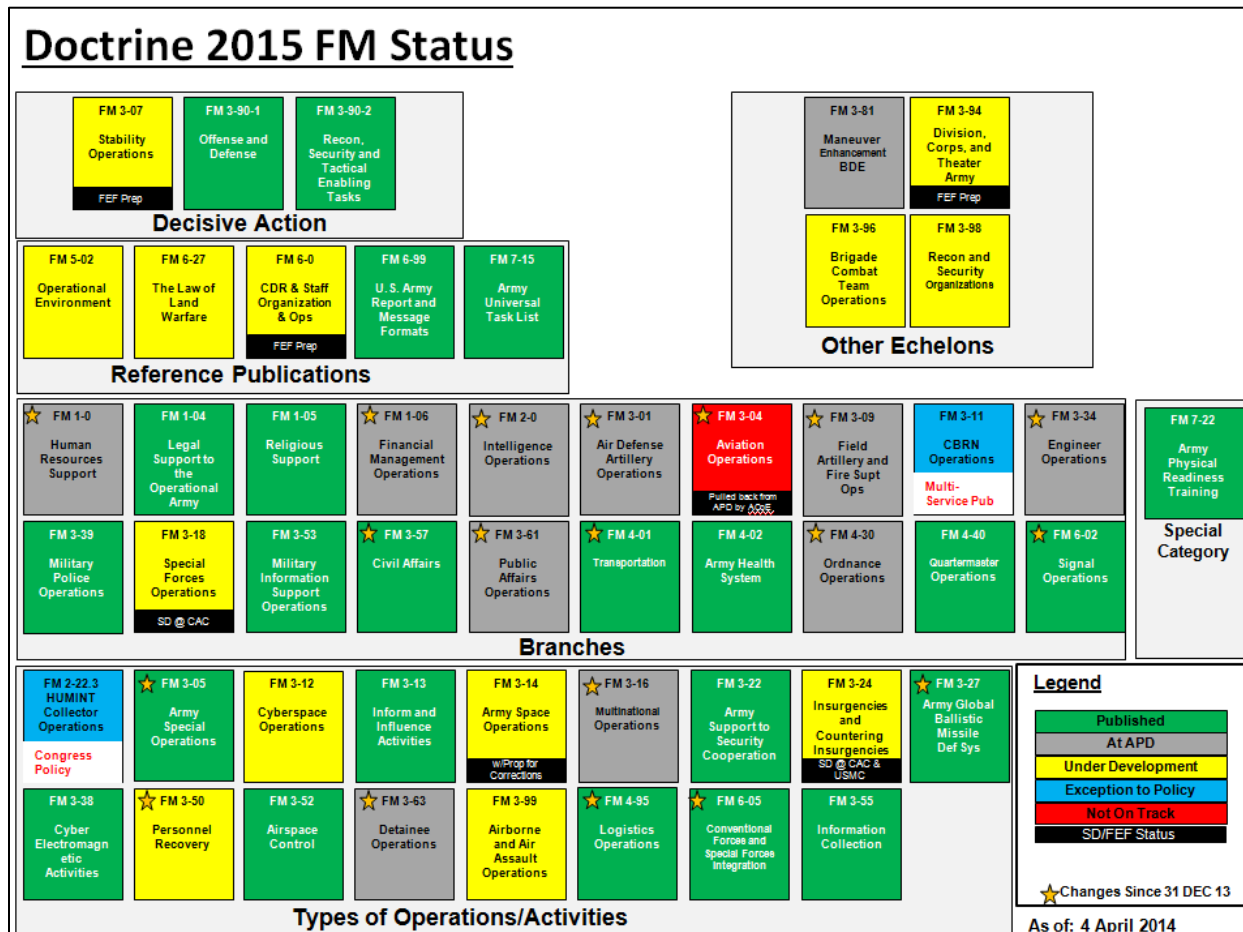 Doctrine 2015 FM Status
FM 3-07
Stability
Operations
FEF Prep
FM 3-90-1
Offense and
Defense
FM 3-90-2
Recon,
Security and
Tactical
Enabling
Tasks
Decisive Action
FM 3-81
Maneuver
Enhancement
BDE
FM 3-94
Division,
Corps, and
Theater
Army
FEF Prep
FM 3-96
Brigade
Combat
Team
Operations
FM 3-98
Recon and
Security
Organizations
Other Echelons
FM 5-02
Operational
Environment
FM 6-27
The Law of
Land
Warfare
FM 6-0
CDR & Staff
Organization
& Ops
FEF Prep
FM 6-99
U.S. Army
Report and
Message
Formats
FM 7-15
Army
Universal
Task List
Reference Publications
FM 1-0
Human
Resources
Support
FM 1-04
Legal
Support to
the
Operational
Army
FM 1-05
Religious
Support
FM 1-06
Financial
Management
Operations
FM 2-0
Intelligence
Operations
FM 3-01
Air Defense
Artillery
Operations
FM 3-04
Aviation
Operations
Pulled back from
APD by ACoE
FM 3-09
Field
Artillery and
Fire Supt
Ops
FM 3-11
CBRN
Operations
Multi-
Service Pub
FM 3-34
Engineer
Operations
FM 3-39
Military
Police
Operations
FM 3-18
Special
Forces
Operations
SD @ CAC
FM 3-53
Military
Information
Support
Operations
FM 3-57
Civil Affairs
FM 3-61
Public
Affairs
Operations
FM 4-01
Transportation
FM 4-02
Army Health
System
FM 4-30
Ordnance
Operations
FM 4-40
Quartermaster
Operations
FM 6-02
Signal
Operations
Branches
FM 7-22
Army
Physical
Readiness
Training
Special
Category
FM 2-22.3
HUMINT
Collector
Operations
Congress
Policy
FM 3-05
Army
Special
Operations
FM 3-12
Cyberspace
Operations
FM 3-13
Inform and
Influence
Activities
FM 3-14
Army Space
Operations
w/Prop for
Corrections
FM 3-16
Multinational
Operations
FM 3-22
Army
Support to
Security
Cooperation
FM 3-24
Insurgencies
and
Countering
Insurgencies
SD @ CAC &
USMC
FM 3-27
Army Global
Ballistic
Missile
Def Sys
FM 3-38
Cyber
Electromagn
etic
Activities
FM 3-50
Personnel
Recovery
FM 3-52
Airspace
Control
FM 3-63
Detainee
Operations
FM 3-99
Airborne
and Air
Assault
Operations
FM 4-95
Logistics
Operations
FM 6-05
Conventional
Forces and
Special Forces
Integration
FM 3-55
Information
Collection
Types of Operations/Activities
Legend
Published
At APD
Under Development
Exception to Policy
Not On Track
SD/FEF Status
Changes Since 31 DEC 13
As of: 4 April 2014